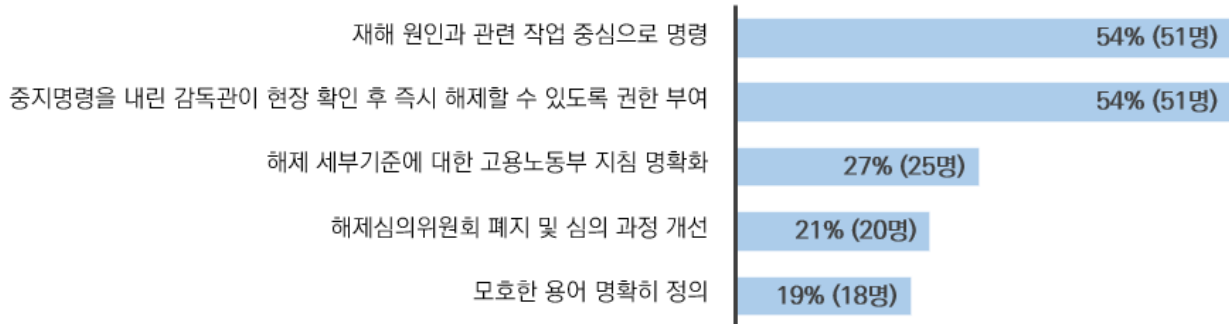 재해 원인과 관련 작업 중심으로 명령 54% (51명)
중지명령을 내린 감독관이 현장 확인 후 즉시 해제할 수 있도록 권한 부여 54% (51명)
해제 세부기준에 대한 고용노동부 지침 명확화 27% (25명)
해제심의위원회 폐지 및 심의 과정 개선 21% (20명)
모호한 용어 명확히 정의 19% (18명)